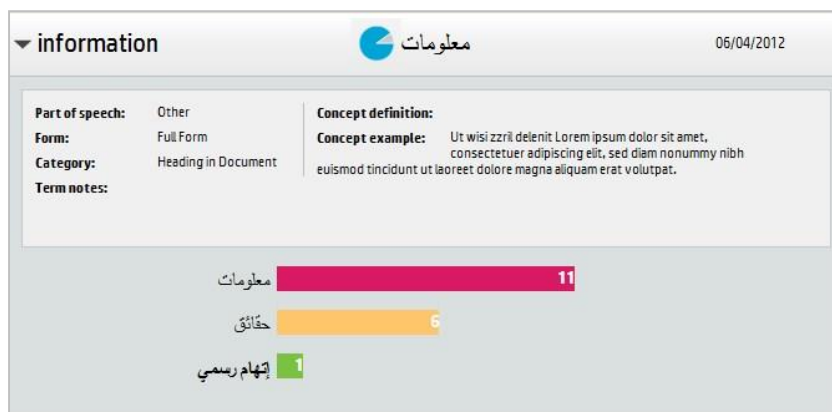 information معلومات 06/04/2012
Part of speech: Other
Form: Full Form
Category: Heading in Document
Term notes:
Concept definition:
Concept example: Ut wisi zzril delenit Lorem ipsum dolor sit amet,
consectetuer adipiscing elit, sed diam nonummy nibh
euismod tincidunt ut laoreet dolore magna aliquam erat volutpat.
معلومات 11
حقائق 6
إتهام رسمي 1